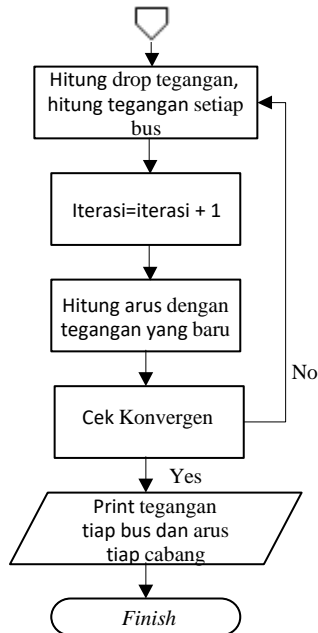 Hitung drop tegangan,
hitung tegangan setiap
bus
Iterasi=iterasi + 1
Hitung arus dengan
tegangan yang baru
No
Cek Konvergen
Yes
Print tegangan
tiap bus dan arus
tiap cabang
Finish